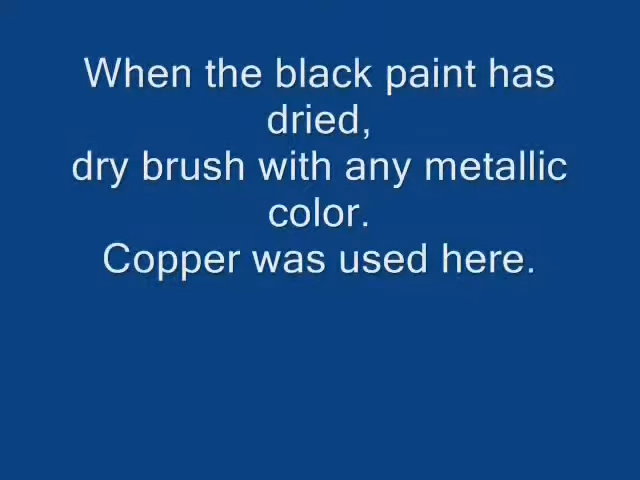 When the black paint has
dried,
dry brush with any metallic
color.
Copper was used here.